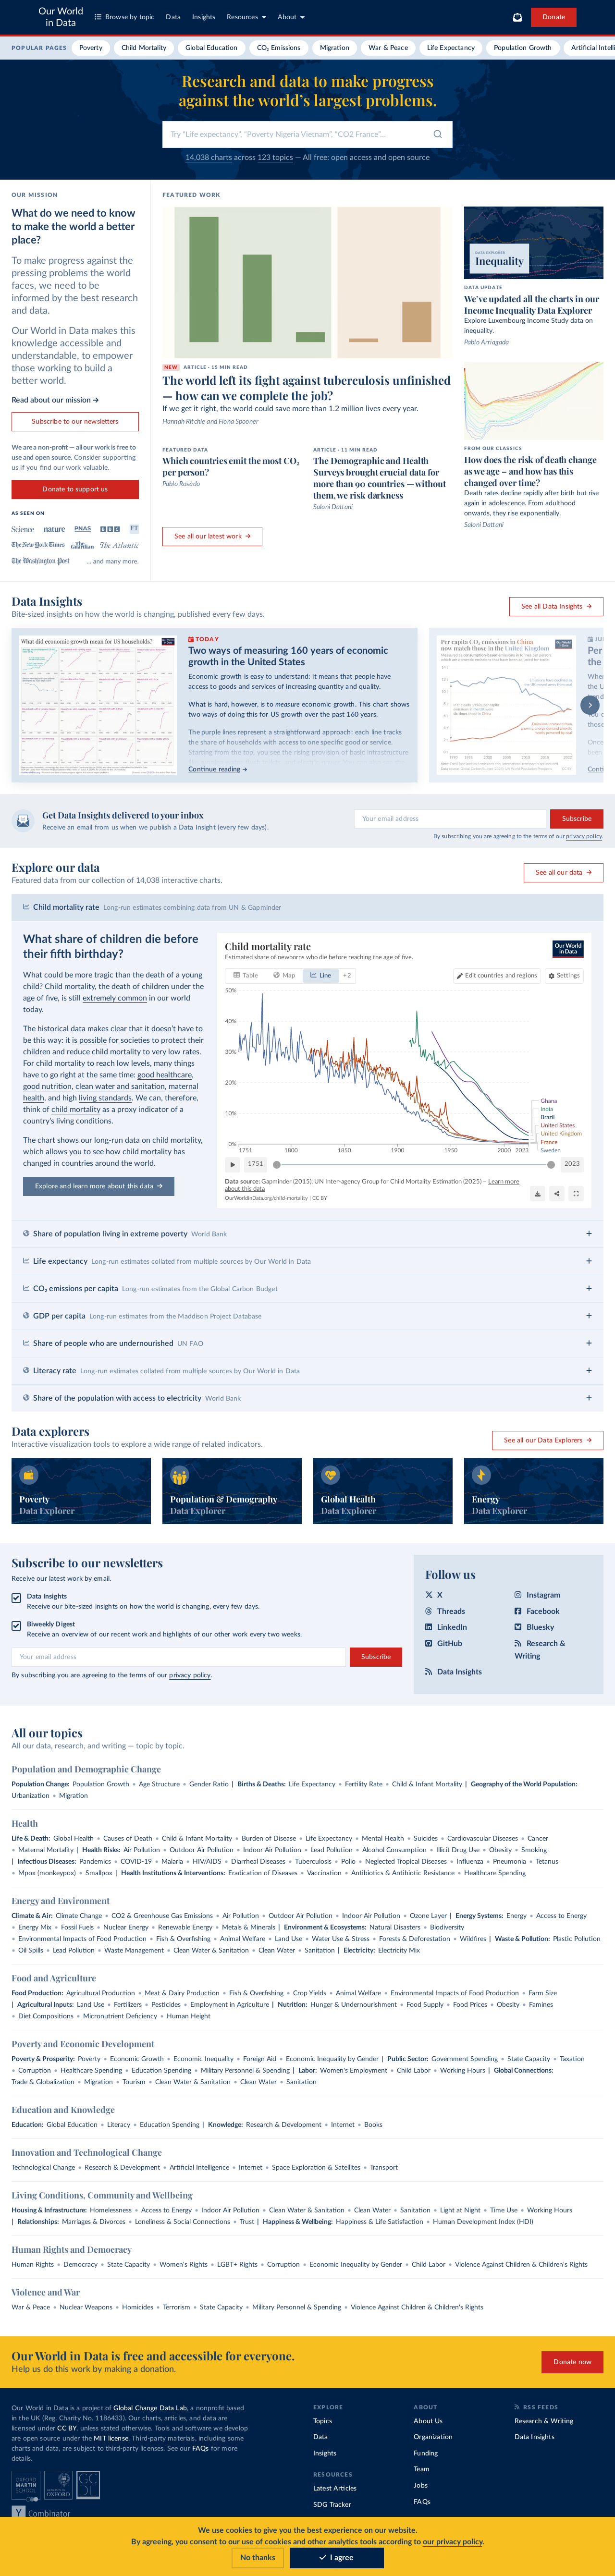 Our World
in Data
Browse by topic
Data
Insights
Resources
About
Donate
POPULAR PAGES
Poverty
Child Mortality
Global Education
CO₂ Emissions
Migration
War & Peace
Life Expectancy
Population Growth
Artificial Intelli
Research and data to make progress
against the world's largest problems.
Try "Life expectancy", "Poverty Nigeria Vietnam", "CO2 France"...
14,038 charts across 123 topics — All free: open access and open source
OUR MISSION
What do we need to know
to make the world a better
place?
To make progress against the
pressing problems the world
faces, we need to be
informed by the best research
and data.
Our World in Data makes this
knowledge accessible and
understandable, to empower
those working to build a
better world.
Read about our mission →
Subscribe to our newsletters
We are a non-profit — all our work is free to
use and open source. Consider supporting
us if you find our work valuable.
Donate to support us
AS SEEN ON
Science
nature
PNAS
BBC
FT
The New York Times
The Guardian
The Atlantic
The Washington Post
... and many more.
FEATURED WORK
NEW ARTICLE • 15 MIN READ
The world left its fight against tuberculosis unfinished
— how can we complete the job?
If we get it right, the world could save more than 1.2 million lives every year.
Hannah Ritchie and Fiona Spooner
FEATURED DATA
Which countries emit the most CO₂
per person?
Pablo Rosado
ARTICLE • 15 MIN READ
The Demographic and Health
Surveys brought crucial data for
more than 90 countries — without
them, we risk darkness
Saloni Dattani
See all our latest work →
DATA EXPLORER
Inequality
DATA UPDATE
We've updated all the charts in our
Income Inequality Data Explorer
Explore Luxembourg Income Study data on
inequality.
Pablo Arriagada
FROM OUR CLASSICS
How does the risk of death change
as we age – and how has this
changed over time?
Death rates decline rapidly after birth but rise
again in adolescence. From adulthood
onwards, they rise exponentially.
Saloni Dattani
Data Insights
Bite-sized insights on how the world is changing, published every few days.
See all Data Insights →
What did economic growth mean for US households?
TODAY
Two ways of measuring 160 years of economic
growth in the United States
Economic growth is easy to understand: it means that people have
access to goods and services of increasing quantity and quality.
What is hard, however, is to measure economic growth. This chart shows
two ways of doing this for US growth over the past 160 years.
The purple lines represent a straightforward approach: each line tracks
the share of households with access to one specific good or service.
Starting from the top, you see the rising provision of basic infrastructure
Continue reading →
Per capita CO₂ emissions in China
now match those in the United Kingdom
Get Data Insights delivered to your inbox
Receive an email from us when we publish a Data Insight (every few days).
Your email address
Subscribe
By subscribing you are agreeing to the terms of our privacy policy.
Explore our data
Featured data from our collection of 14,038 interactive charts.
See all our data →
Child mortality rate Long-run estimates combining data from UN & Gapminder
What share of children die before
their fifth birthday?
What could be more tragic than the death of a young
child? Child mortality, the death of children under the
age of five, is still extremely common in our world
today.
The historical data makes clear that it doesn't have to
be this way: it is possible for societies to protect their
children and reduce child mortality to very low rates.
For child mortality to reach low levels, many things
have to go right at the same time: good healthcare,
good nutrition, clean water and sanitation, maternal
health, and high living standards. We can, therefore,
think of child mortality as a proxy indicator of a
country's living conditions.
The chart shows our long-run data on child mortality,
which allows you to see how child mortality has
changed in countries around the world.
Explore and learn more about this data →
Child mortality rate
Estimated share of newborns who die before reaching the age of five.
Our World
in Data
Table
Map
Line
+2
Edit countries and regions
Settings
50%
40%
30%
20%
10%
0%
1751
1800
1850
1900
1950
2000
2023
Ghana
India
Brazil
United States
United Kingdom
France
Sweden
1751
2023
Data source: Gapminder (2015); UN Inter-agency Group for Child Mortality Estimation (2025) – Learn more
about this data
OurWorldinData.org/child-mortality | CC BY
Share of population living in extreme poverty World Bank
Life expectancy Long-run estimates collated from multiple sources by Our World in Data
CO₂ emissions per capita Long-run estimates from the Global Carbon Budget
GDP per capita Long-run estimates from the Maddison Project Database
Share of people who are undernourished UN FAO
Literacy rate Long-run estimates collated from multiple sources by Our World in Data
Share of the population with access to electricity World Bank
Data explorers
Interactive visualization tools to explore a wide range of related indicators.
See all our Data Explorers →
Poverty
Data Explorer
Population & Demography
Data Explorer
Global Health
Data Explorer
Energy
Data Explorer
Subscribe to our newsletters
Receive our latest work by email.
Data Insights
Receive our bite-sized insights on how the world is changing, every few days.
Biweekly Digest
Receive an overview of our recent work and highlights of our other work every two weeks.
Your email address
Subscribe
By subscribing you are agreeing to the terms of our privacy policy.
Follow us
X
Instagram
Threads
Facebook
LinkedIn
Bluesky
GitHub
Research &
Writing
Data Insights
All our topics
All our data, research, and writing — topic by topic.
Population and Demographic Change
Population Change: Population Growth • Age Structure • Gender Ratio | Births & Deaths: Life Expectancy • Fertility Rate • Child & Infant Mortality | Geography of the World Population:
Urbanization • Migration
Health
Life & Death: Global Health • Causes of Death • Child & Infant Mortality • Burden of Disease • Life Expectancy • Mental Health • Suicides • Cardiovascular Diseases • Cancer
• Maternal Mortality | Health Risks: Air Pollution • Outdoor Air Pollution • Indoor Air Pollution • Lead Pollution • Alcohol Consumption • Illicit Drug Use • Obesity • Smoking
| Infectious Diseases: Pandemics • COVID-19 • Malaria • HIV/AIDS • Diarrheal Diseases • Tuberculosis • Polio • Neglected Tropical Diseases • Influenza • Pneumonia • Tetanus
• Mpox (monkeypox) • Smallpox | Health Institutions & Interventions: Eradication of Diseases • Vaccination • Antibiotics & Antibiotic Resistance • Healthcare Spending
Energy and Environment
Climate & Air: Climate Change • CO2 & Greenhouse Gas Emissions • Air Pollution • Outdoor Air Pollution • Indoor Air Pollution • Ozone Layer | Energy Systems: Energy • Access to Energy
• Energy Mix • Fossil Fuels • Nuclear Energy • Renewable Energy • Metals & Minerals | Environment & Ecosystems: Natural Disasters • Biodiversity
• Environmental Impacts of Food Production • Fish & Overfishing • Animal Welfare • Land Use • Water Use & Stress • Forests & Deforestation • Wildfires | Waste & Pollution: Plastic Pollution
• Oil Spills • Lead Pollution • Waste Management • Clean Water & Sanitation • Clean Water • Sanitation | Electricity: Electricity Mix
Food and Agriculture
Food Production: Agricultural Production • Meat & Dairy Production • Fish & Overfishing • Crop Yields • Animal Welfare • Environmental Impacts of Food Production • Farm Size
| Agricultural Inputs: Land Use • Fertilizers • Pesticides • Employment in Agriculture | Nutrition: Hunger & Undernourishment • Food Supply • Food Prices • Obesity • Famines
• Diet Compositions • Micronutrient Deficiency • Human Height
Poverty and Economic Development
Poverty & Prosperity: Poverty • Economic Growth • Economic Inequality • Foreign Aid • Economic Inequality by Gender | Public Sector: Government Spending • State Capacity • Taxation
• Corruption • Healthcare Spending • Education Spending • Military Personnel & Spending | Labor: Women's Employment • Child Labor • Working Hours | Global Connections:
Trade & Globalization • Migration • Tourism • Clean Water & Sanitation • Clean Water • Sanitation
Education and Knowledge
Education: Global Education • Literacy • Education Spending | Knowledge: Research & Development • Internet • Books
Innovation and Technological Change
Technological Change • Research & Development • Artificial Intelligence • Internet • Space Exploration & Satellites • Transport
Living Conditions, Community and Wellbeing
Housing & Infrastructure: Homelessness • Access to Energy • Indoor Air Pollution • Clean Water & Sanitation • Clean Water • Sanitation • Light at Night • Time Use • Working Hours
| Relationships: Marriages & Divorces • Loneliness & Social Connections • Trust | Happiness & Wellbeing: Happiness & Life Satisfaction • Human Development Index (HDI)
Human Rights and Democracy
Human Rights • Democracy • State Capacity • Women's Rights • LGBT+ Rights • Corruption • Economic Inequality by Gender • Child Labor • Violence Against Children & Children's Rights
Violence and War
War & Peace • Nuclear Weapons • Homicides • Terrorism • State Capacity • Military Personnel & Spending • Violence Against Children & Children's Rights
Our World in Data is free and accessible for everyone.
Help us do this work by making a donation.
Donate now
Our World in Data is a project of Global Change Data Lab, a nonprofit based
in the UK (Reg. Charity No. 1186433). Our charts, articles, and data are
licensed under CC BY, unless stated otherwise. Tools and software we develop
are open source under the MIT license. Third-party materials, including some
charts and data, are subject to third-party licenses. See our FAQs for more
details.
OXFORD
MARTIN
SCHOOL
UNIVERSITY OF
OXFORD
GC
DL
Y Combinator
EXPLORE
Topics
Data
Insights
RESOURCES
Latest Articles
SDG Tracker
ABOUT
About Us
Organization
Funding
Team
Jobs
FAQs
RSS FEEDS
Research & Writing
Data Insights
We use cookies to give you the best experience on our website.
By agreeing, you consent to our use of cookies and other analytics tools according to our privacy policy.
No thanks
I agree